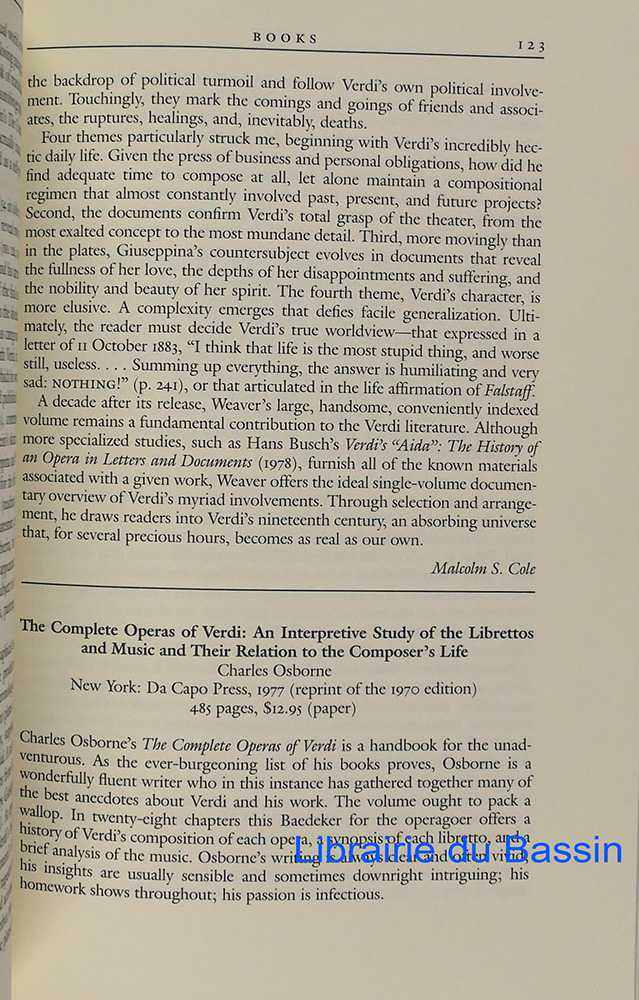 BOOKS
123
the backdrop of political turmoil and follow Verdi's own political involve-
ment. Touchingly, they mark the comings and goings of friends and associ-
ates, the ruptures, healings, and, inevitably, deaths.
Four themes particularly struck me, beginning with Verdi's incredibly hec-
tic daily life. Given the press of business and personal obligations, how did he
find adequate time to compose at all, let alone maintain a compositional
regimen that almost constantly involved past, present, and future projects?
Second, the documents confirm Verdi's total grasp of the theater, from the
most exalted concept to the most mundane detail. Third, more movingly than
in the plates, Giuseppina's countersubject evolves in documents that reveal
the fullness of her love, the depths of her disappointments and suffering, and
the nobility and beauty of her spirit. The fourth theme, Verdi's character, is
more elusive. A complexity emerges that defies facile generalization. Ulti-
mately, the reader must decide Verdi's true worldview—that expressed in a
letter of 11 October 1883, "I think that life is the most stupid thing, and worse
still, useless. . . . Summing up everything, the answer is humiliating and very
sad: NOTHING!" (p. 241), or that articulated in the life affirmation of Falstaff.
A decade after its release, Weaver's large, handsome, conveniently indexed
volume remains a fundamental contribution to the Verdi literature. Although
more specialized studies, such as Hans Busch's Verdi's "Aida": The History of
an Opera in Letters and Documents (1978), furnish all of the known materials
associated with a given work, Weaver offers the ideal single-volume documen-
tary overview of Verdi's myriad involvements. Through selection and arrange-
ment, he draws readers into Verdi's nineteenth century, an absorbing universe
that, for several precious hours, becomes as real as our own.
Malcolm S. Cole
The Complete Operas of Verdi: An Interpretive Study of the Librettos
and Music and Their Relation to the Composer's Life
Charles Osborne
New York: Da Capo Press, 1977 (reprint of the 1970 edition)
485 pages, $12.95 (paper)
Charles Osborne's The Complete Operas of Verdi is a handbook for the unad-
venturous. As the ever-burgeoning list of his books proves, Osborne is a
wonderfully fluent writer who in this instance has gathered together many of
the best anecdotes about Verdi and his work. The volume ought to pack a
wallop. In twenty-eight chapters this Baedeker for the operagoer offers a
history of Verdi's composition of each opera, a synopsis of each libretto, and a
brief analysis of the music. Osborne's writing is always clear and often vivid;
his insights are usually sensible and sometimes downright intriguing; his
homework shows throughout; his passion is infectious.
Librairie du Bassin